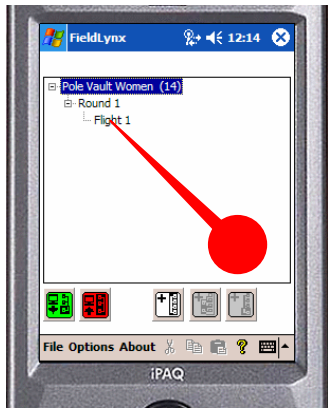 FieldLynx 12:14
Pole Vault Women (14)
Round 1
Flight 1
File Options About
iPAQ